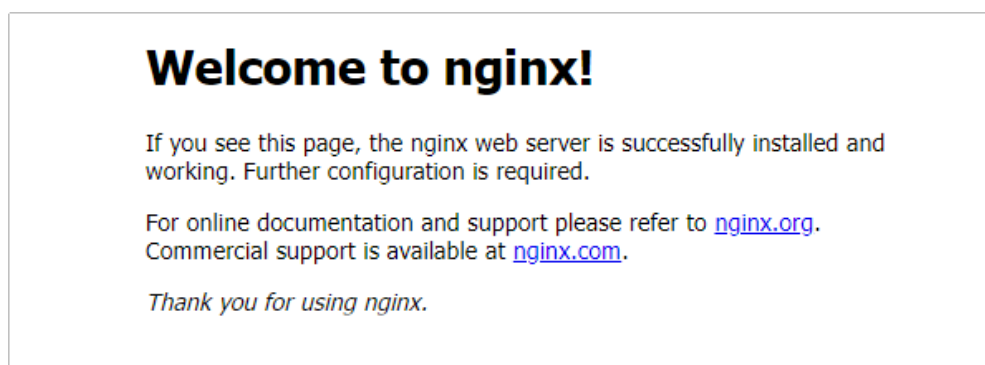 Welcome to nginx!
If you see this page, the nginx web server is successfully installed and
working. Further configuration is required.
For online documentation and support please refer to nginx.org.
Commercial support is available at nginx.com.
Thank you for using nginx.